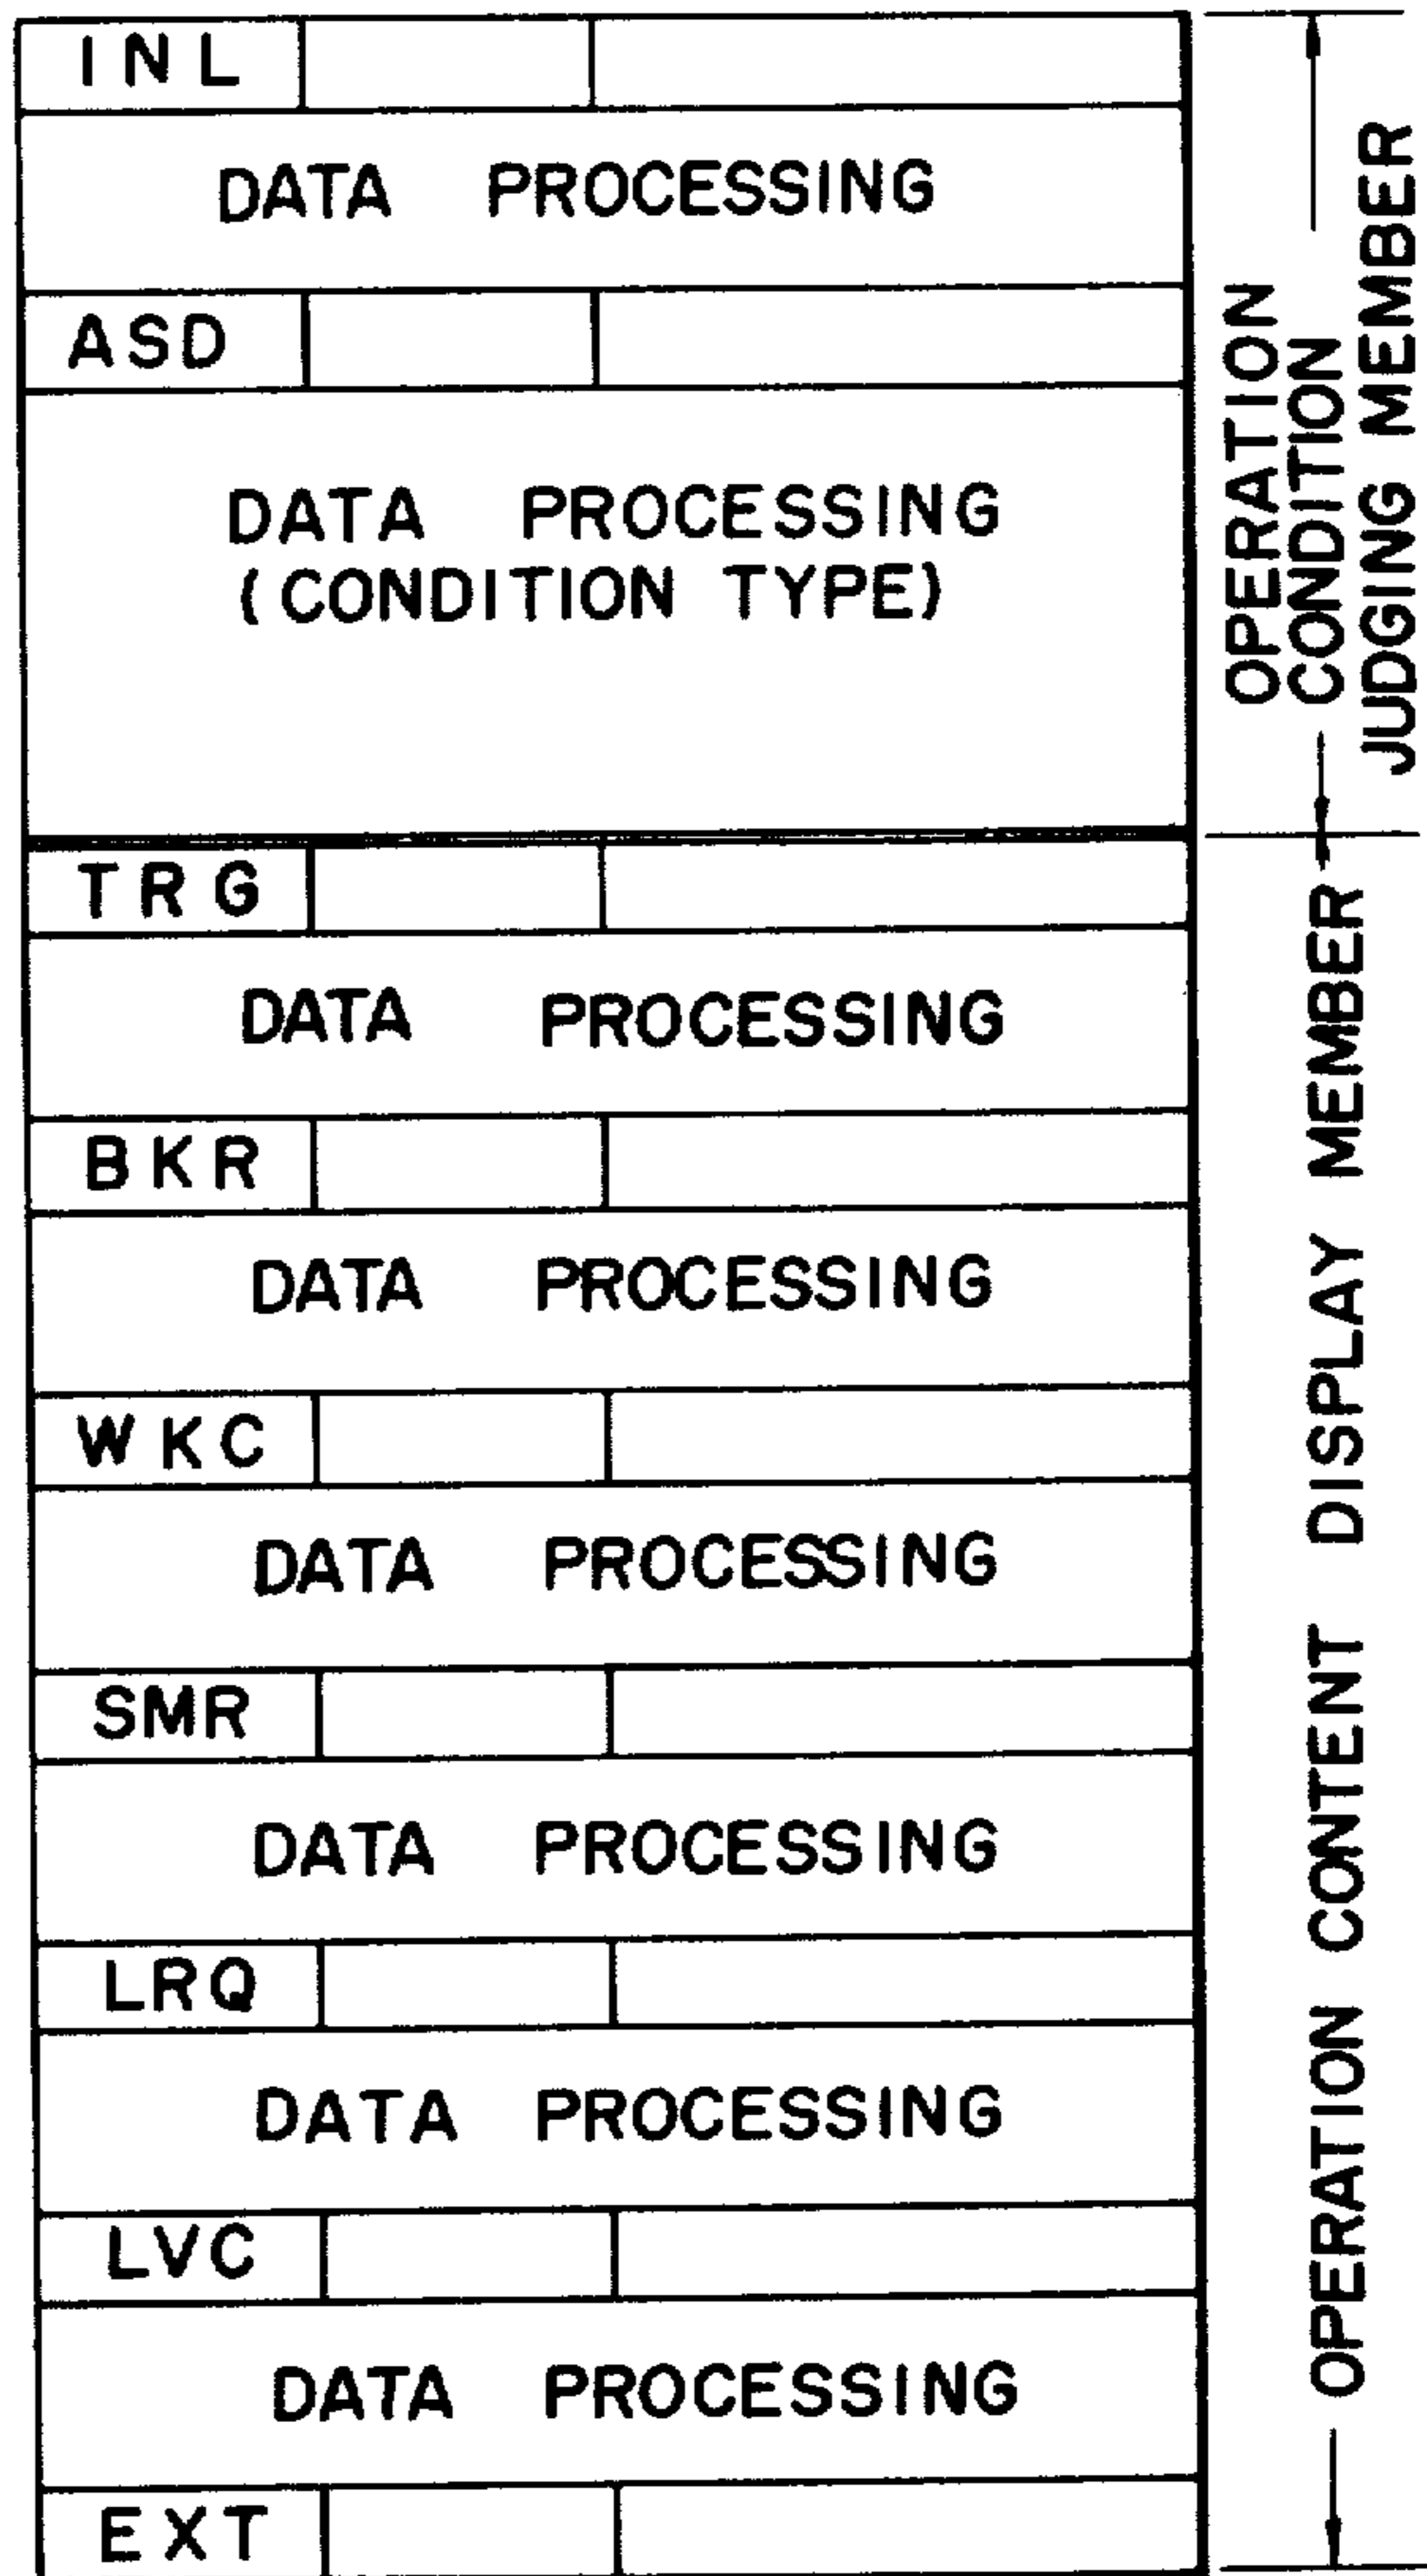 INL
DATA PROCESSING
ASD
DATA PROCESSING
(CONDITION TYPE)
TRG
DATA PROCESSING
BKR
DATA PROCESSING
WKC
DATA PROCESSING
SMR
DATA PROCESSING
LRQ
DATA PROCESSING
LVC
DATA PROCESSING
EXT
OPERATION
CONDITION
JUDGING MEMBER
OPERATION CONTENT DISPLAY MEMBER